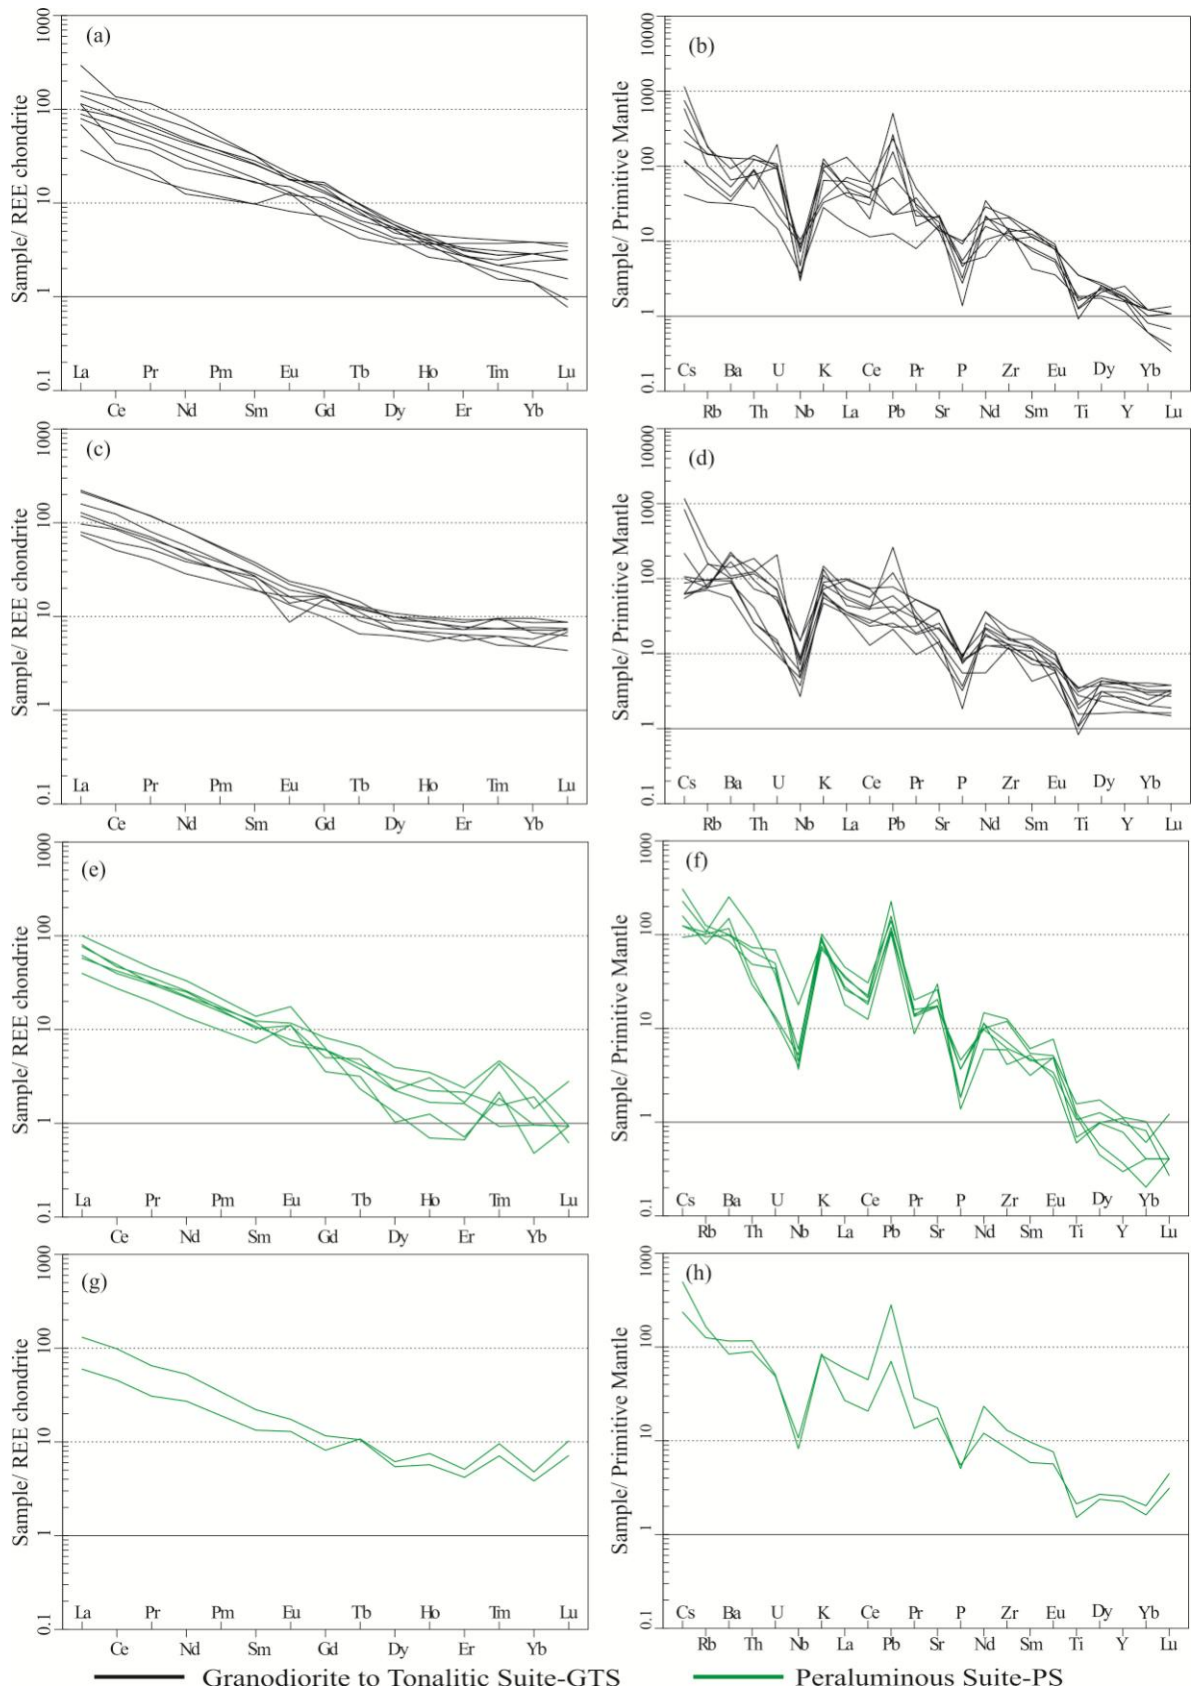 (a)
Sample/ REE chondrite
1000
100
10
1
0.1
La Pr Pm Eu Tb Ho Tm Lu
Ce Nd Sm Gd Dy Er Yb
(b)
Sample/ Primitive Mantle
10000
1000
100
10
1
0.1
Cs Ba U K Ce Pr P Zr Eu Dy Yb
Pb
Rb Th Nb La Sr Nd Sm Ti Y Lu
(c)
Sample/ REE chondrite
1000
100
10
1
0.1
La Pr Pm Eu Tb Ho Tm Lu
Ce Nd Sm Gd Dy Er Yb
(d)
Sample/ Primitive Mantle
10000
1000
100
10
1
0.1
Cs Ba U K Ce Pb Pr P Zr Eu Dy Yb
Rb Th Nb La Sr Nd Sm Ti Y Lu
(e)
Sample/ REE chondrite
1000
100
10
1
0.1
La Pr Pm Eu Tb Ho Tm Lu
Ce Nd Sm Gd Dy Er Yb
(f)
Sample/ Primitive Mantle
1000
100
10
1
0.1
Cs Ba U K Ce Pr P Zr Eu Dy Yb
Rb Th Nb La Pb Sr Nd Sm Ti Y Lu
(g)
Sample/ REE chondrite
1000
100
10
1
0.1
La Pr Pm Eu Tb Ho Tm Lu
Ce Nd Sm Gd Dy Er Yb
(h)
Sample/ Primitive Mantle
1000
100
10
1
0.1
Cs Ba U K Ce Pr P Zr Eu Dy Yb
Rb Th Nb La Pb Sr Nd Sm Ti Y Lu
Granodiorite to Tonalitic Suite-GTS
Peraluminous Suite-PS